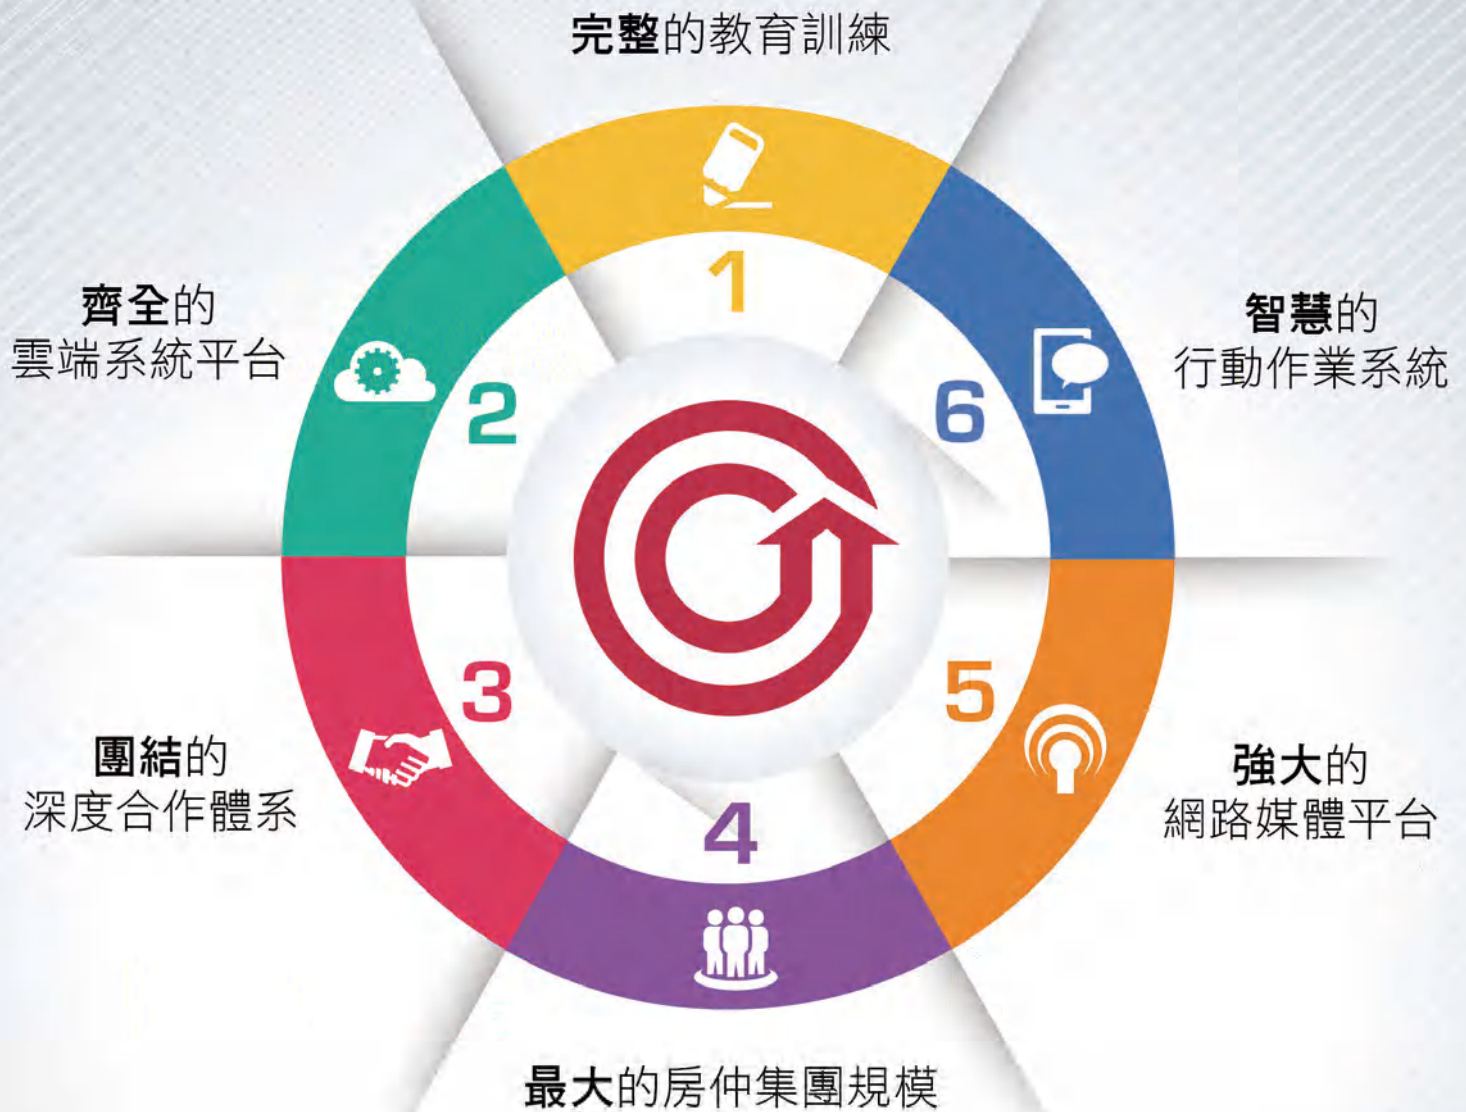 完整的教育訓練
1
齊全的
雲端系統平台
2
團結的
深度合作體系
3
4
最大的房仲集團規模
5
強大的
網路媒體平台
6
智慧的
行動作業系統